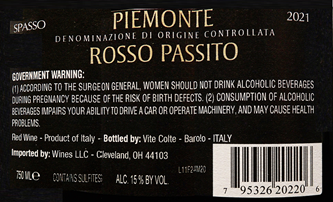 SPASSO
PIEMONTE
2021
DENOMINAZIONE DI ORIGINE CONTROLLATA
ROSSO PASSITO
GOVERNMENT WARNING:
(1) ACCORDING TO THE SURGEON GENERAL, WOMEN SHOULD NOT DRINK ALCOHOLIC BEVERAGES
DURING PREGNANCY BECAUSE OF THE RISK OF BIRTH DEFECTS. (2) CONSUMPTION OF ALCOHOLIC
BEVERAGES IMPAIRS YOUR ABILITY TO DRIVE A CAR OR OPERATE MACHINERY, AND MAY CAUSE HEALTH
PROBLEMS.
Red Wine - Product of Italy - Bottled by: Vite Colte - Barolo - ITALY
Imported by: Wines LLC - Cleveland, OH 44103
750 ML e CONTAINS SULFITES ALC. 15% BY VOL.
7 95326 20220 6